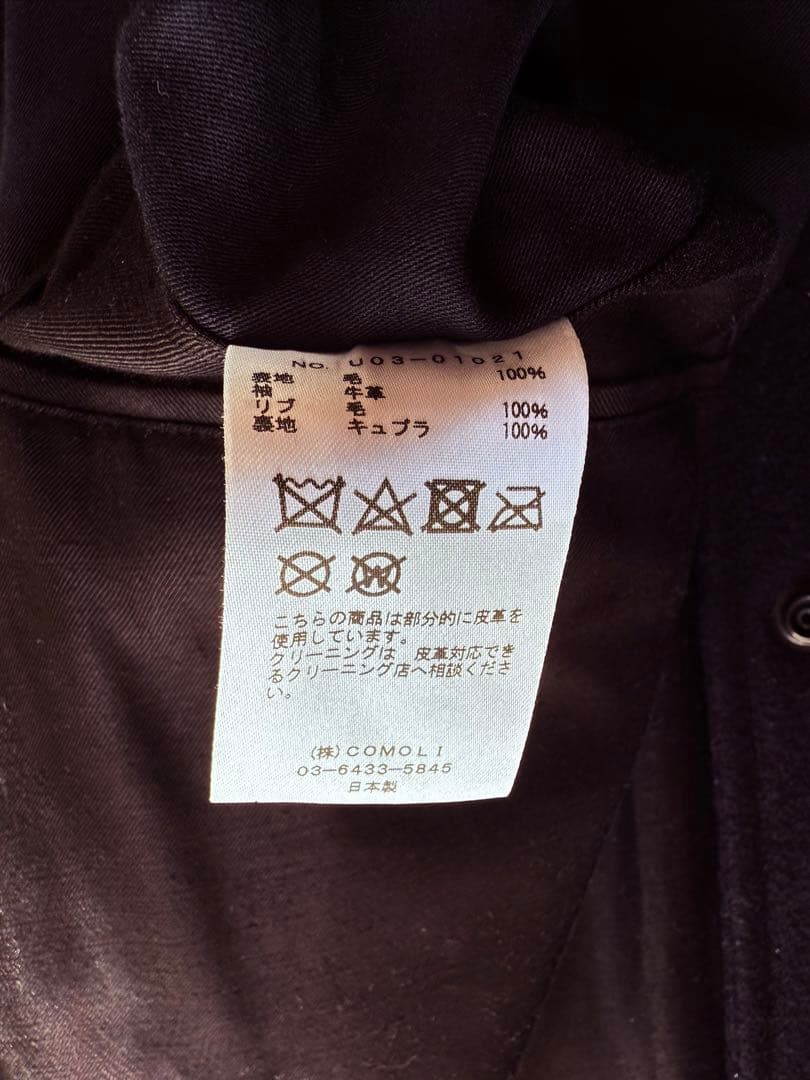 NO. U03-01021
表地 毛 100%
袖 牛革
リブ 毛 100%
裏地 キュプラ 100%
W
こちらの商品は部分的に皮革を
使用しています。
クリーニングは 皮革対応でき
るクリーニング店へ相談くださ
い。
(株)COMOLI
03-6433-5845
日本製